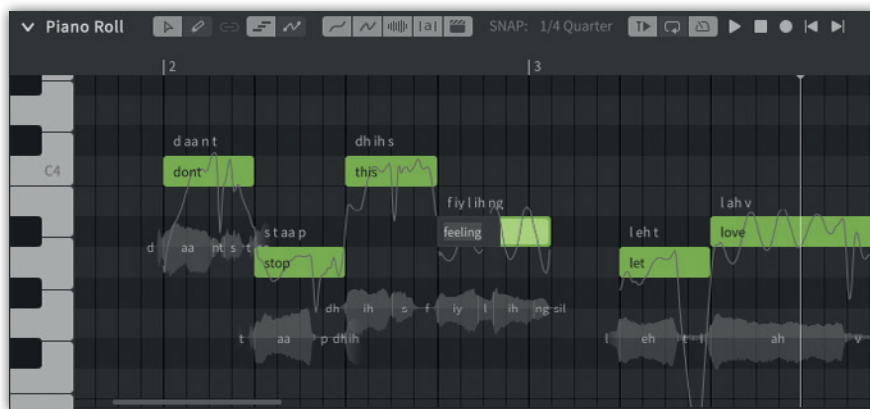 Piano Roll SNAP: 1/4 Quarter
2 3
d aa n t dh ih s
C4 dont this
f iy l ih ng l ah v
s t aa p feeling l eh t love
d aa nt s t
stop let
dh ih s f iy l ih ng sil
t aa p dh ih l eh t l ah v